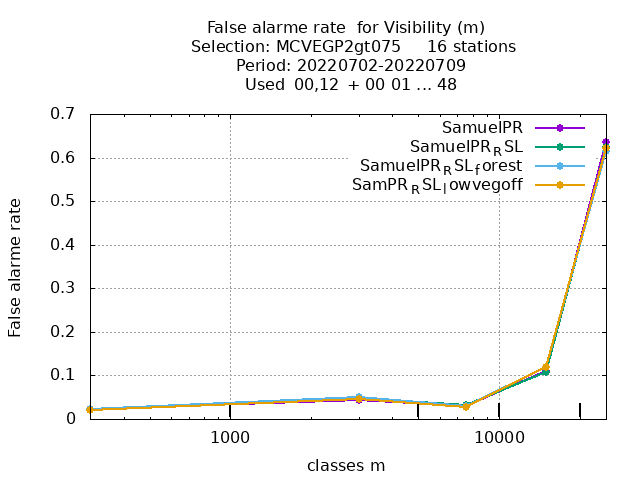 False alarme rate  for Visibility (m)
Selection: MCVEGP2gt075     16 stations
Period: 20220702-20220709
Used  00,12  + 00 01 ... 48
SamuelPR
SamuelPR_RSL
SamuelPR_RSL_forest
SamPR_RSL_lowvegoff
0.7
0.6
0.5
0.4
0.3
0.2
0.1
0
False alarme rate
1000
10000
classes m